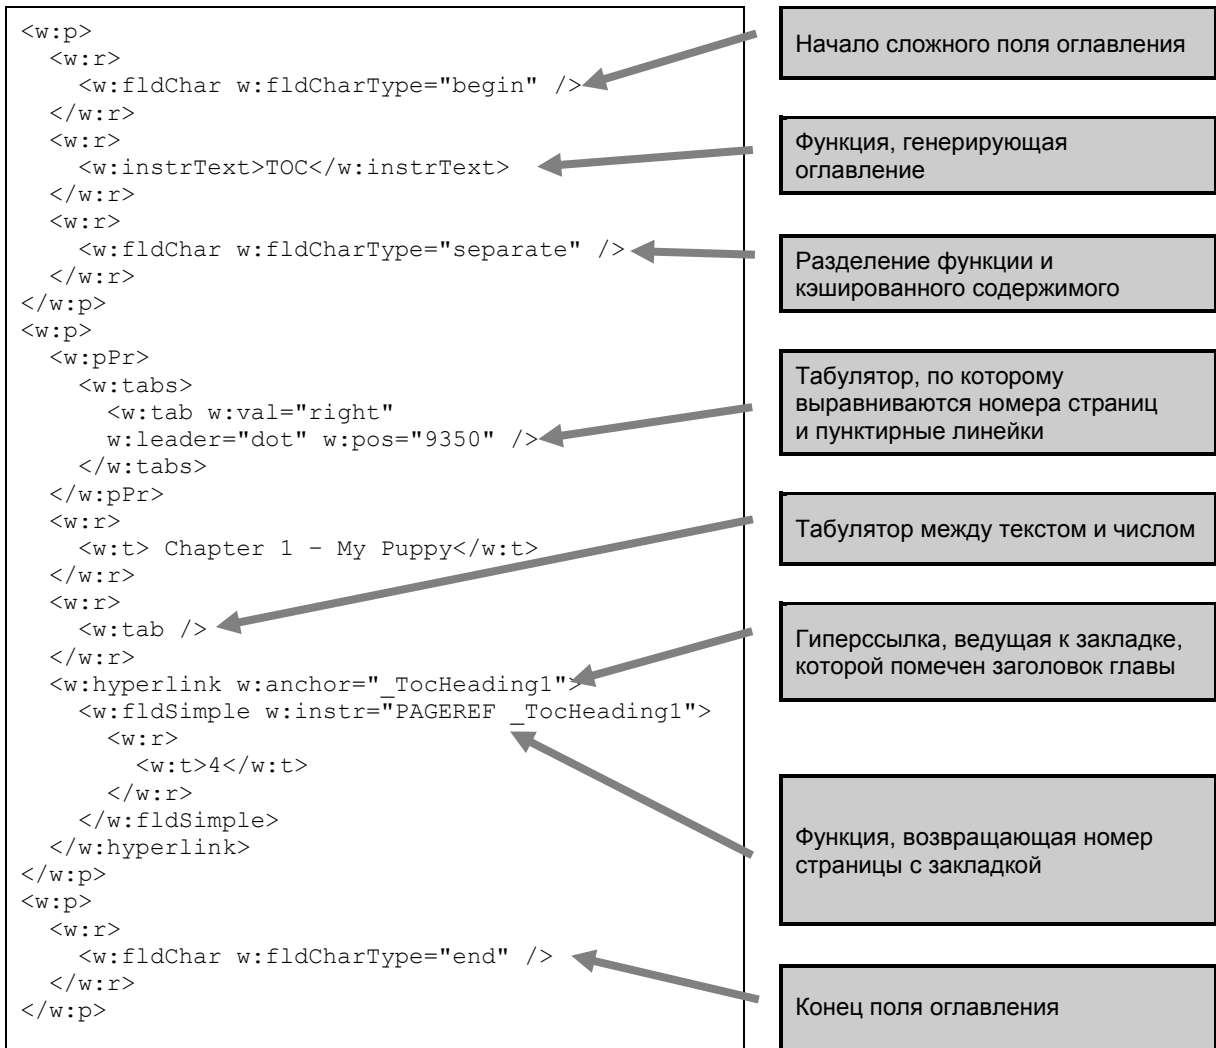 <w:p>
  <w:r>
    <w:fldChar w:fldCharType="begin" />
  </w:r>
  <w:r>
    <w:instrText>TOC</w:instrText>
  </w:r>
  <w:r>
    <w:fldChar w:fldCharType="separate" />
  </w:r>
</w:p>
<w:p>
  <w:pPr>
    <w:tabs>
      <w:tab w:val="right"
      w:leader="dot" w:pos="9350" />
    </w:tabs>
  </w:pPr>
  <w:r>
    <w:t> Chapter 1 – My Puppy</w:t>
  </w:r>
  <w:r>
    <w:tab />
  </w:r>
  <w:hyperlink w:anchor="_TocHeading1">
    <w:fldSimple w:instr="PAGEREF _TocHeading1">
      <w:r>
        <w:t>4</w:t>
      </w:r>
    </w:fldSimple>
  </w:hyperlink>
</w:p>
<w:p>
  <w:r>
    <w:fldChar w:fldCharType="end" />
  </w:r>
</w:p>
Начало сложного поля оглавления
Функция, генерирующая
оглавление
Разделение функции и
кэшированного содержимого
Табулятор, по которому
выравниваются номера страниц
и пунктирные линейки
Табулятор между текстом и числом
Гиперссылка, ведущая к закладке,
которой помечен заголовок главы
Функция, возвращающая номер
страницы с закладкой
Конец поля оглавления